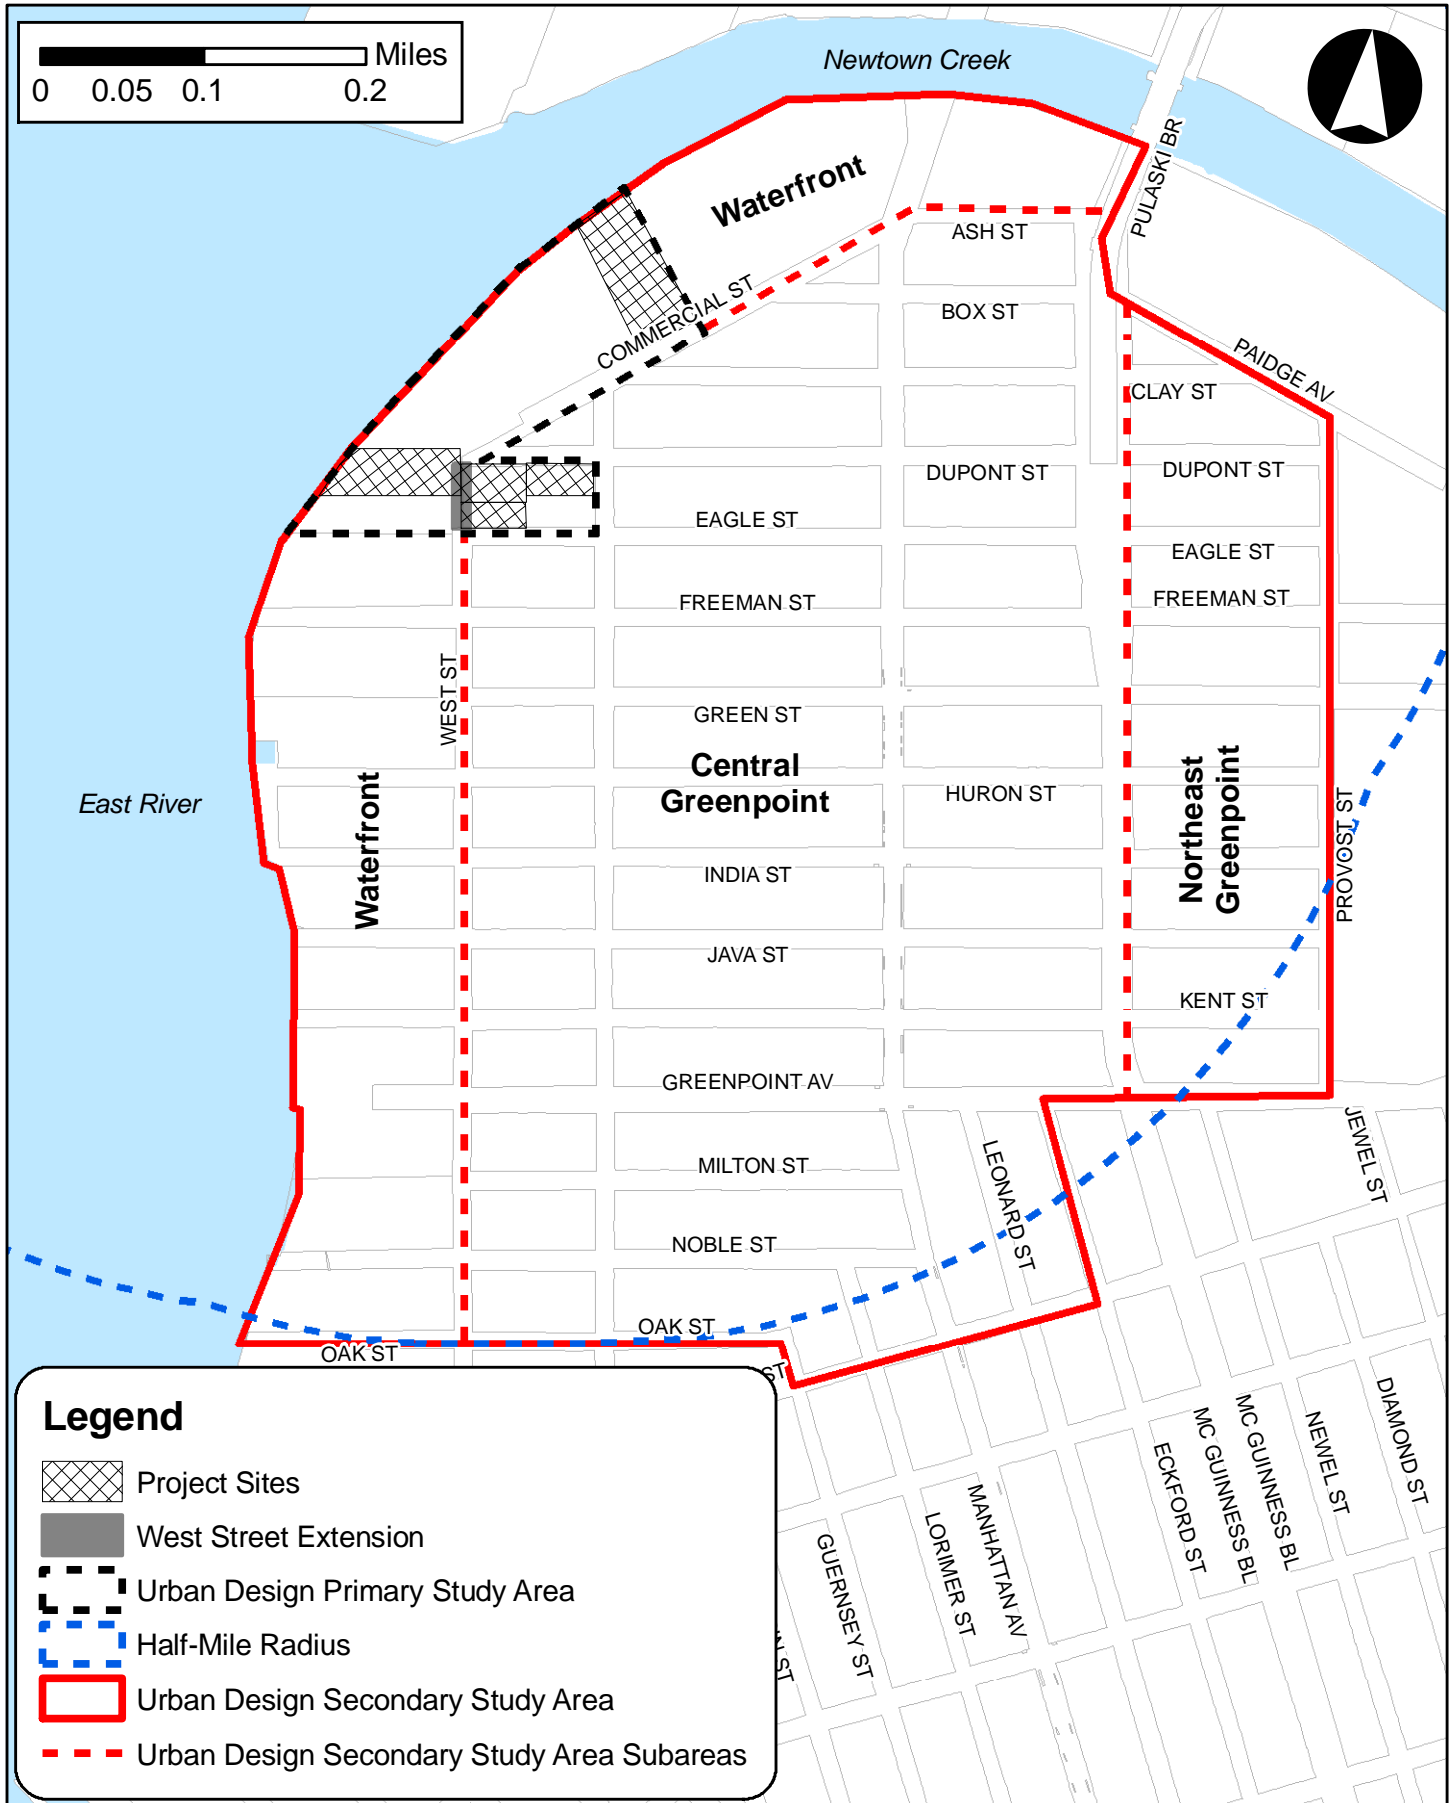 Miles
0 0.05 0.1 0.2
Newtown Creek
PULASKI BR
Waterfront
ASH ST
COMMERCIAL ST
BOX ST
PAIDGE AV
CLAY ST
DUPONT ST
DUPONT ST
EAGLE ST
EAGLE ST
FREEMAN ST
FREEMAN ST
WEST ST
GREEN ST
Central
Greenpoint
HURON ST
Northeast
Greenpoint
East River
Waterfront
PROVOST ST
INDIA ST
JAVA ST
KENT ST
GREENPOINT AV
MILTON ST
LEONARD ST
JEWEL ST
NOBLE ST
OAK ST
OAK ST
ST
DIAMOND ST
NEWEL ST
MC GUINNESS BL
MC GUINNESS BL
ECKFORD ST
MANHATTAN AV
LORIMER ST
GUERNSEY ST
ST
Legend
Project Sites
West Street Extension
Urban Design Primary Study Area
Half-Mile Radius
Urban Design Secondary Study Area
Urban Design Secondary Study Area Subareas